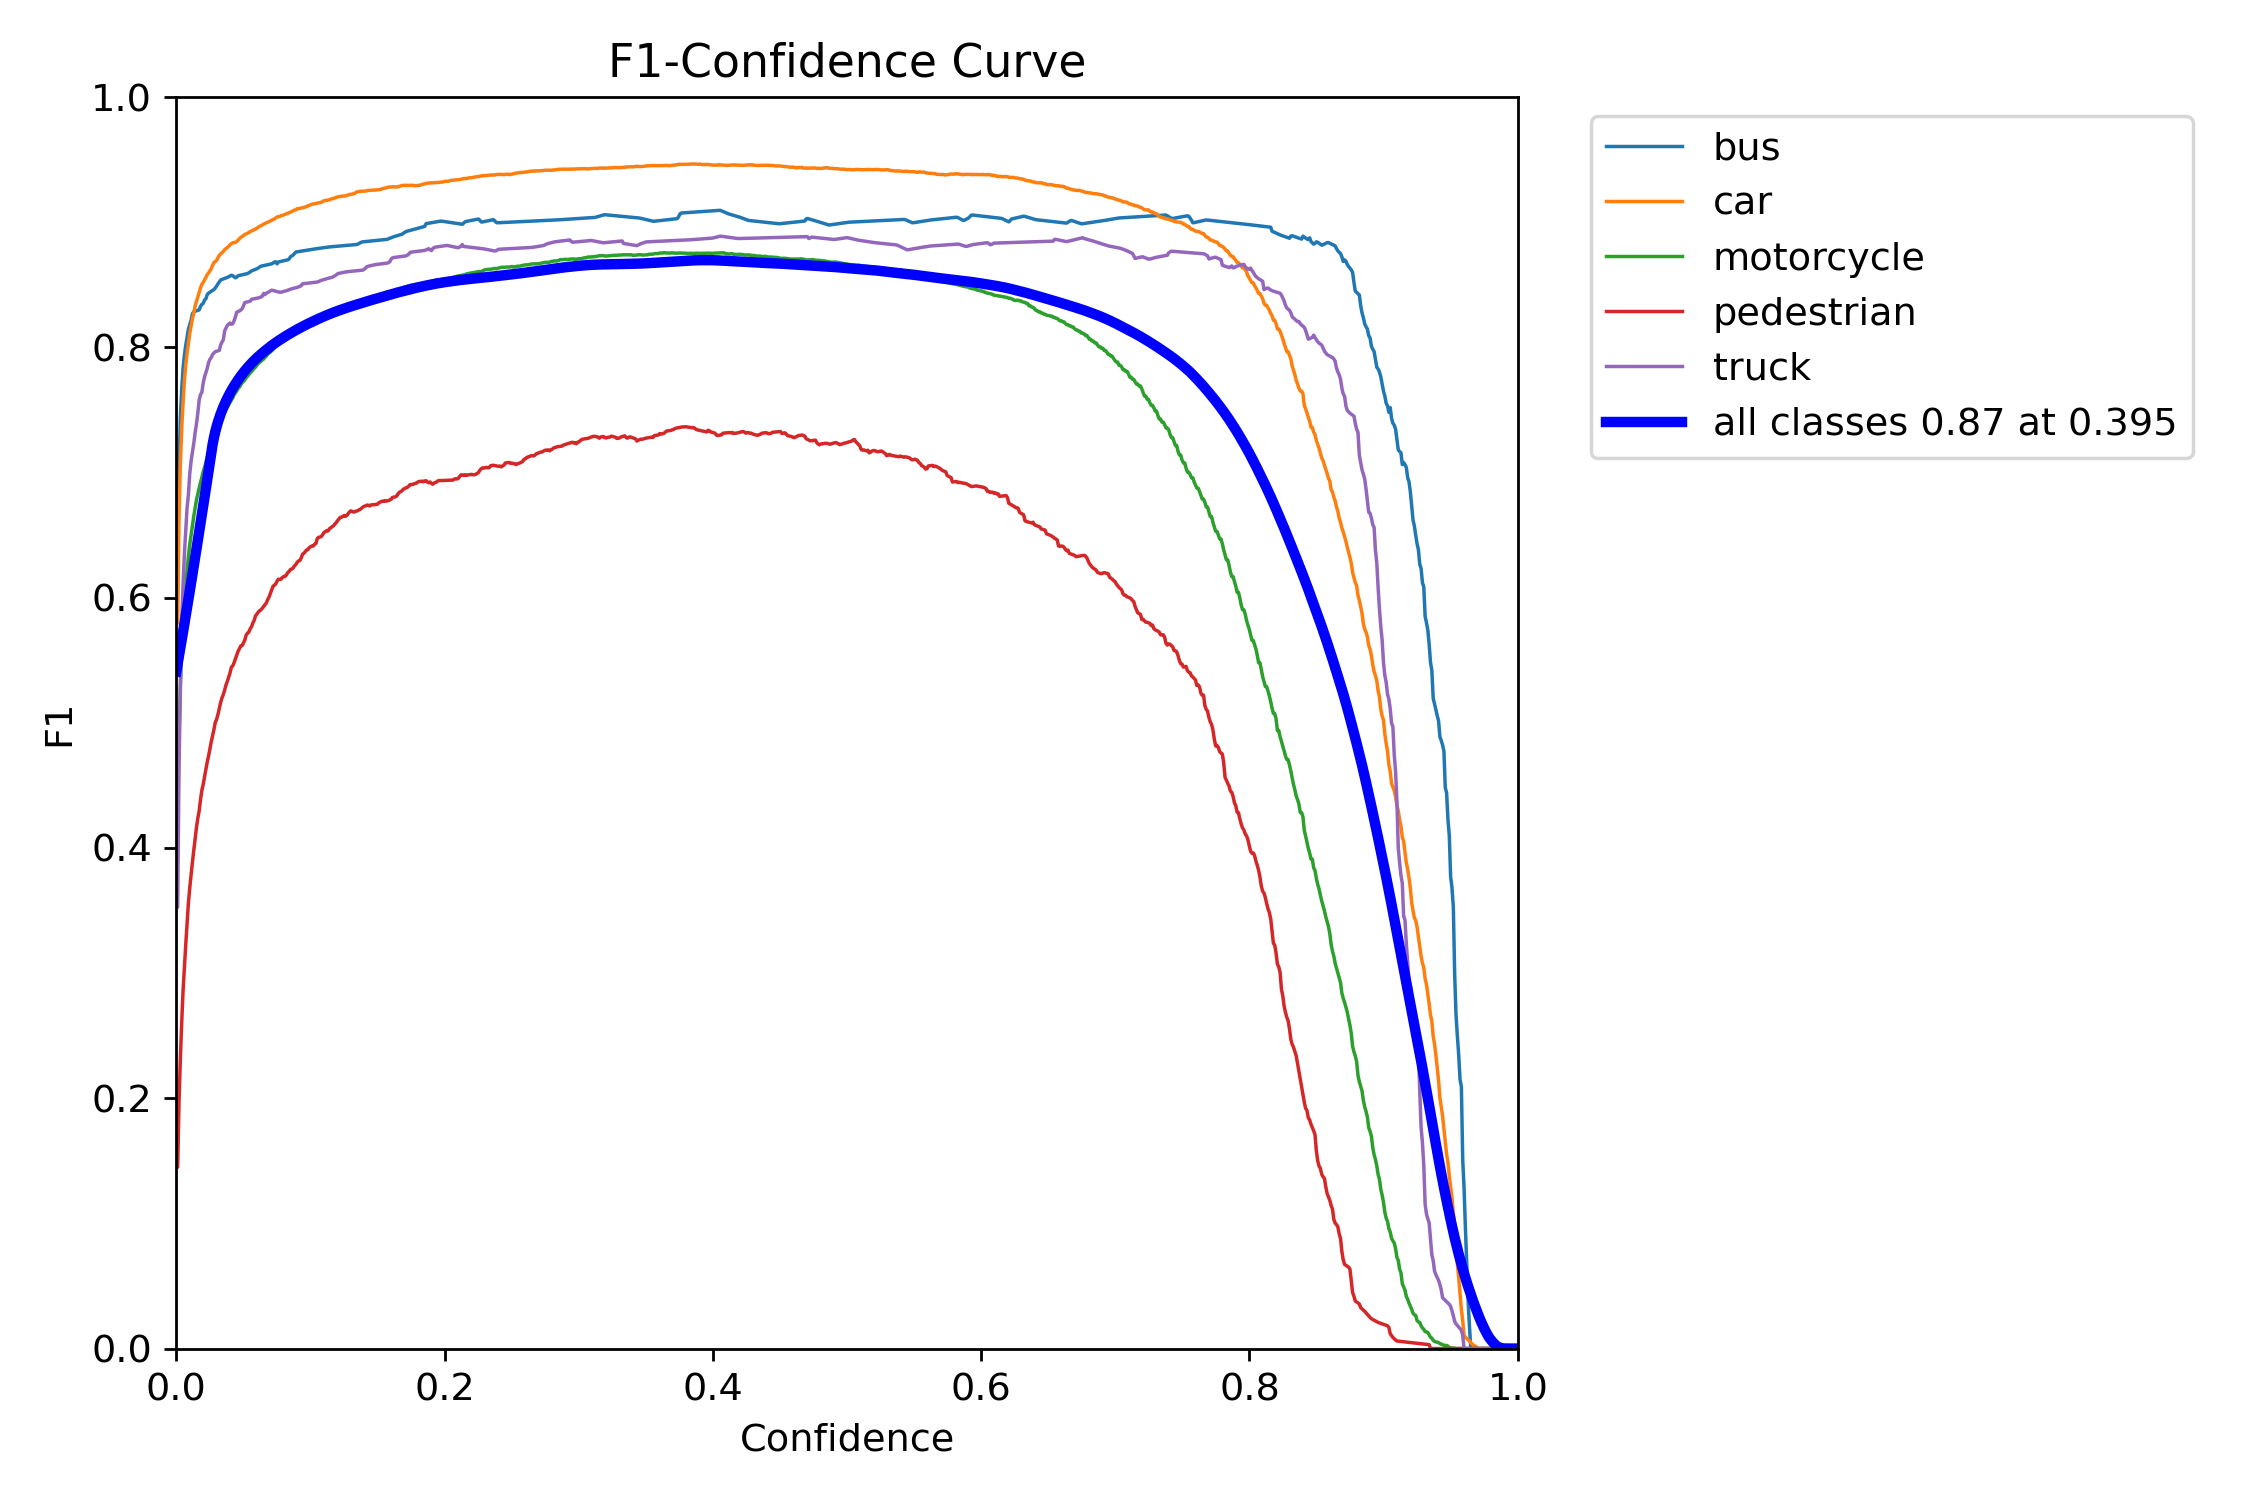 F1-Confidence Curve
1.0
0.8
0.6
0.4
0.2
0.0
F1
0.0 0.2 0.4 0.6 0.8 1.0
Confidence
bus
car
motorcycle
pedestrian
truck
all classes 0.87 at 0.395